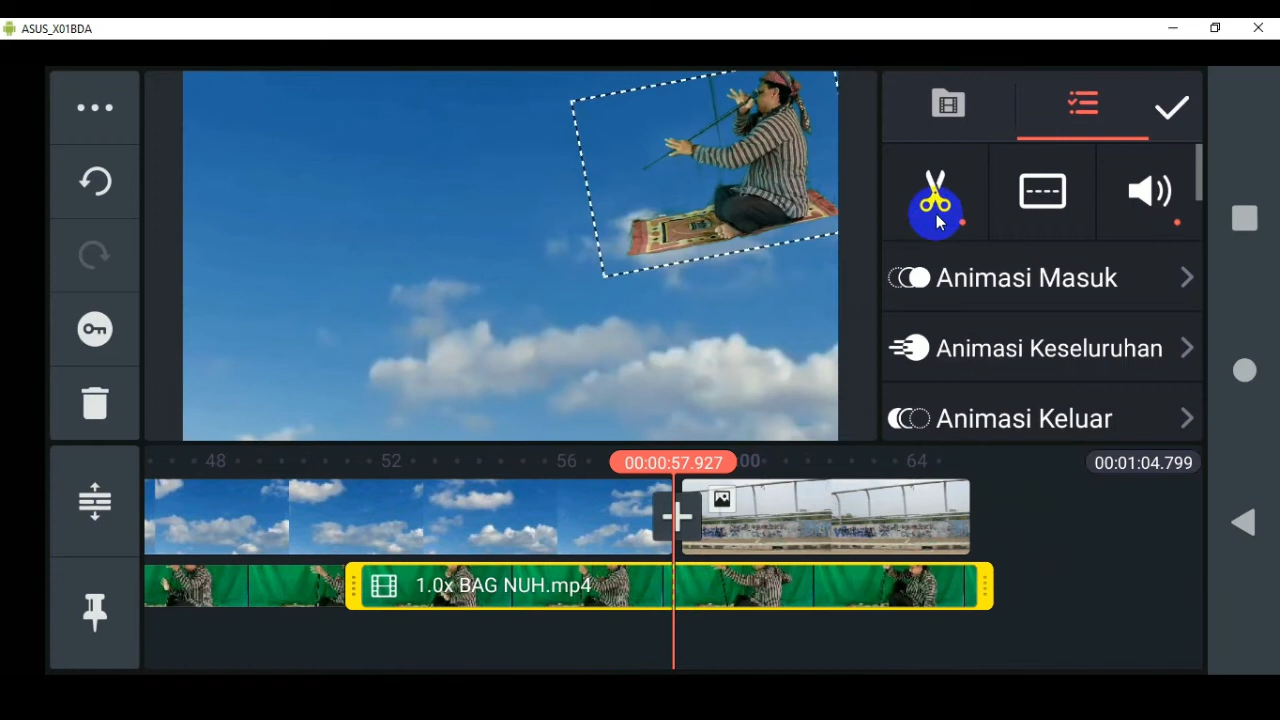 ASUS_X01BDA
Animasi Masuk
Animasi Keseluruhan
Animasi Keluar
48
52
56
00:00:57.927
00
64
00:01:04.799
1.0x BAG NUH.mp4